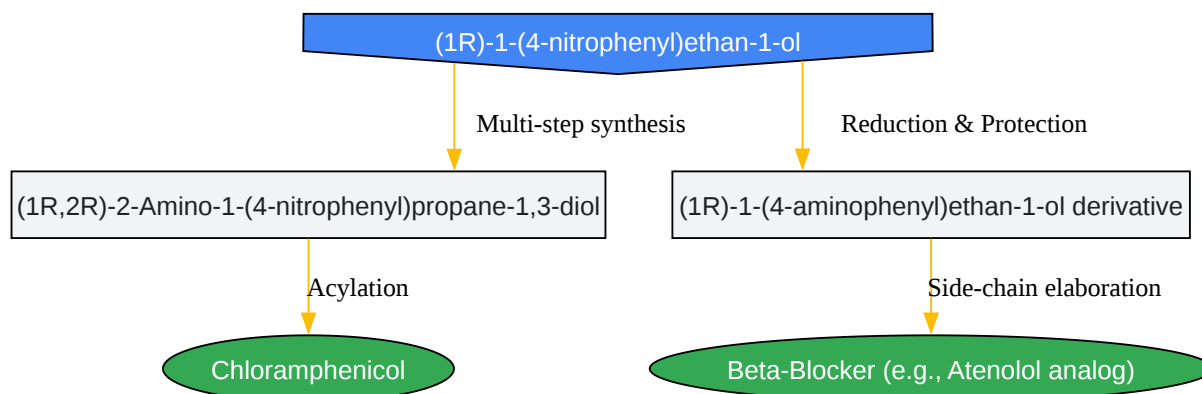 (1R)-1-(4-nitrophenyl)ethan-1-ol
Multi-step synthesis
Reduction & Protection
(1R,2R)-2-Amino-1-(4-nitrophenyl)propane-1,3-diol
(1R)-1-(4-aminophenyl)ethan-1-ol derivative
Acylation
Side-chain elaboration
Chloramphenicol
Beta-Blocker (e.g., Atenolol analog)